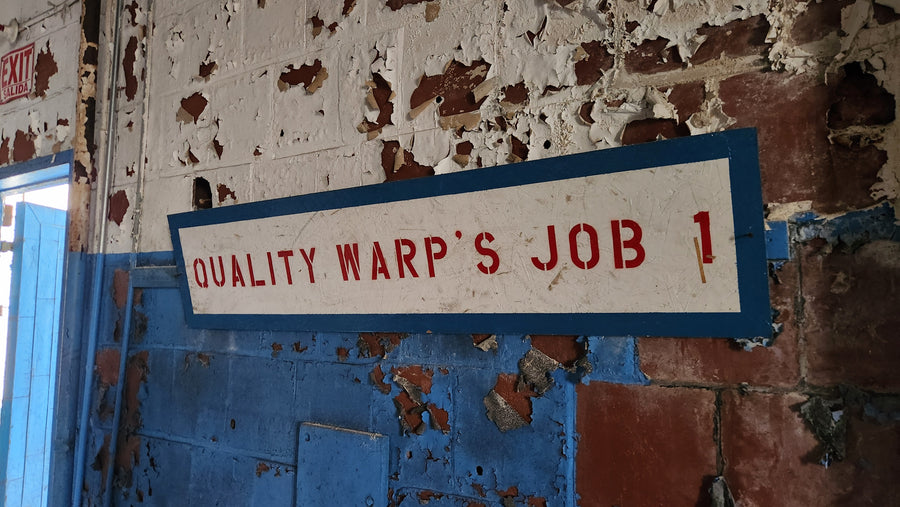 EXIT
SALIDA
QUALITY WARP'S JOB 1